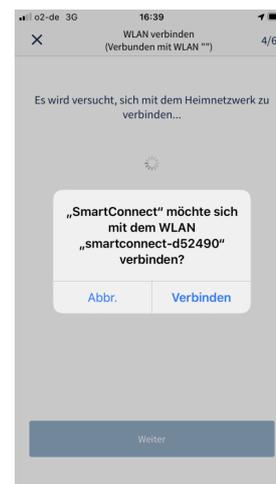 o2-de 3G 16:39
WLAN verbinden 4/6
(Verbunden mit WLAN "")
Es wird versucht, sich mit dem Heimnetzwerk zu
verbinden...
„SmartConnect“ möchte sich
mit dem WLAN
„smartconnect-d52490“
verbinden?
Abbr. Verbinden
Weiter